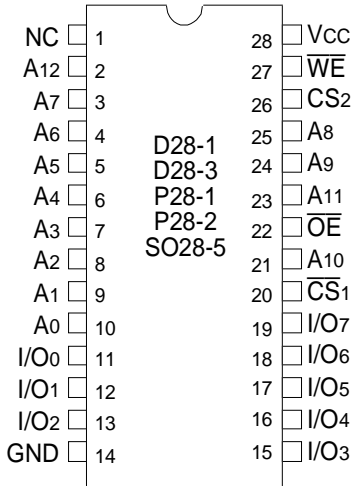 NC 1 28 VCC
A12 2 27 W̅E̅
A7 3 26 CS2
A6 4 25 A8
A5 5 24 A9
A4 6 23 A11
A3 7 22 O̅E̅
A2 8 21 A10
A1 9 20 C̅S̅1
A0 10 19 I/O7
I/O0 11 18 I/O6
I/O1 12 17 I/O5
I/O2 13 16 I/O4
GND 14 15 I/O3
D28-1
D28-3
P28-1
P28-2
SO28-5